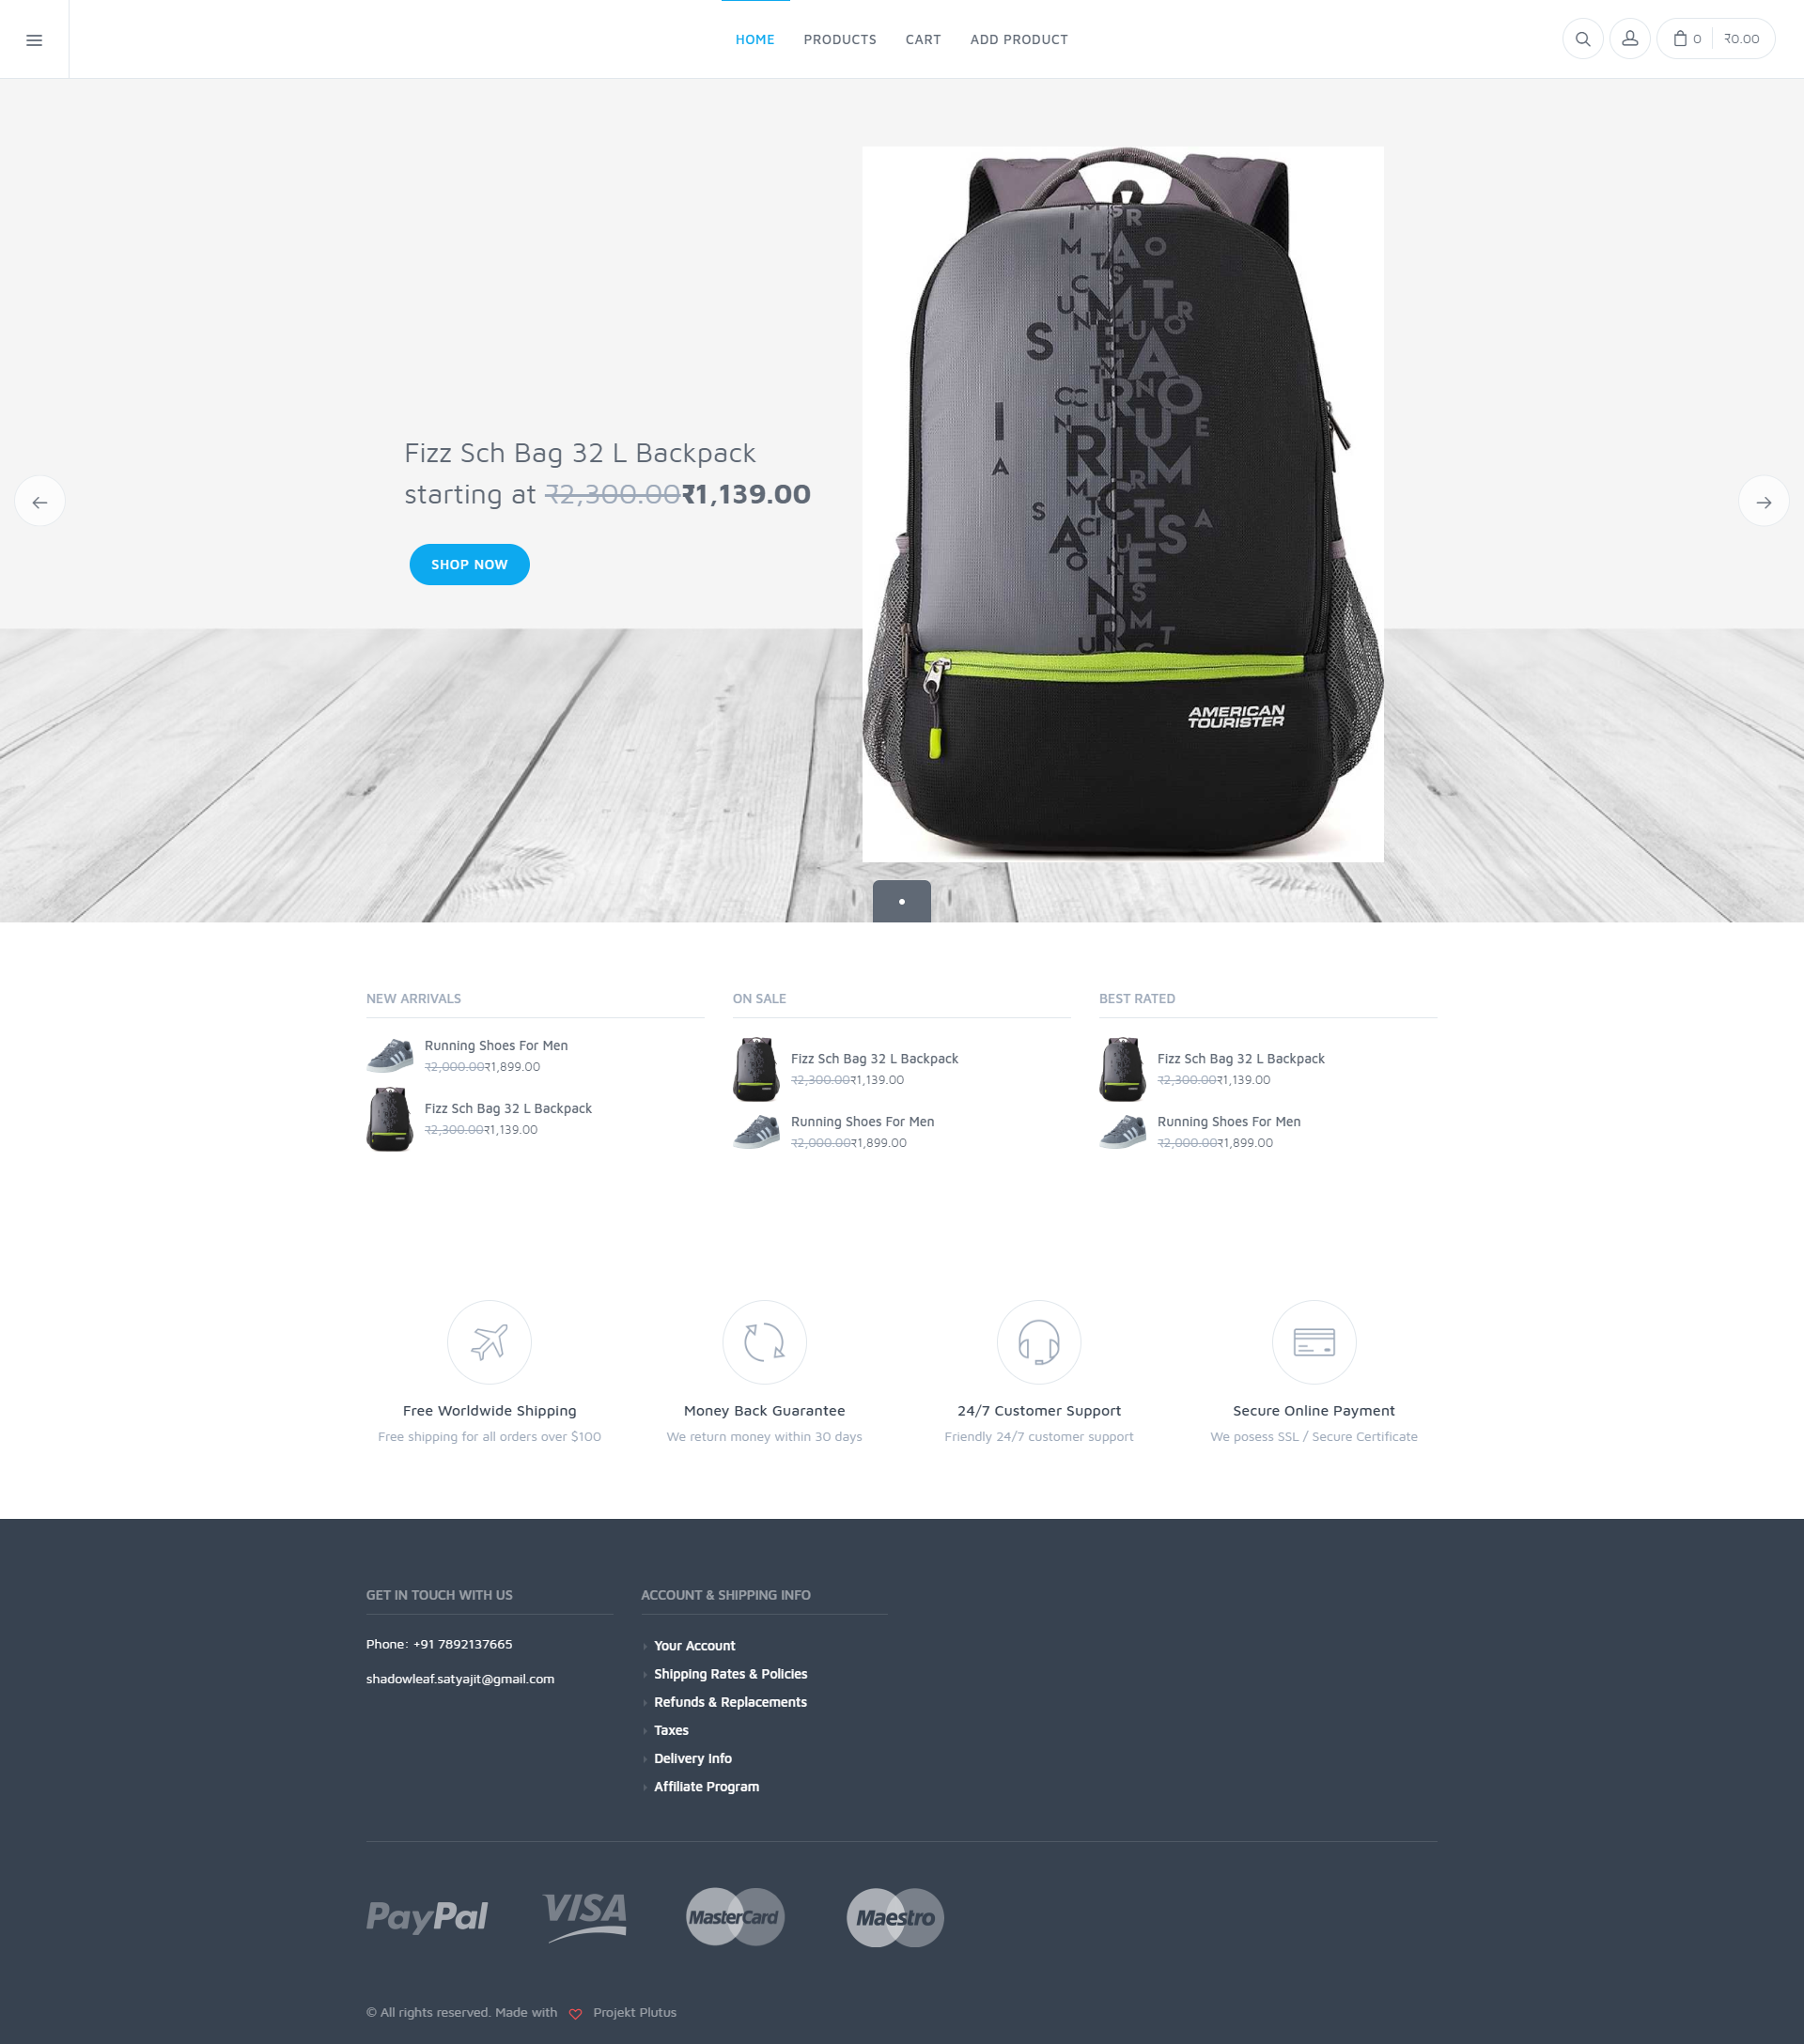 HOME PRODUCTS CART ADD PRODUCT
0 ₹0.00
Fizz Sch Bag 32 L Backpack
starting at ₹2,300.00₹1,139.00
SHOP NOW
AMERICAN
TOURISTER
NEW ARRIVALS
Running Shoes For Men
₹2,000.00₹1,899.00
Fizz Sch Bag 32 L Backpack
₹2,300.00₹1,139.00
ON SALE
Fizz Sch Bag 32 L Backpack
₹2,300.00₹1,139.00
Running Shoes For Men
₹2,000.00₹1,899.00
BEST RATED
Fizz Sch Bag 32 L Backpack
₹2,300.00₹1,139.00
Running Shoes For Men
₹2,000.00₹1,899.00
Free Worldwide Shipping
Free shipping for all orders over $100
Money Back Guarantee
We return money within 30 days
24/7 Customer Support
Friendly 24/7 customer support
Secure Online Payment
We posess SSL / Secure Certificate
GET IN TOUCH WITH US
Phone: +91 7892137665
shadowleaf.satyajit@gmail.com
ACCOUNT & SHIPPING INFO
Your Account
Shipping Rates & Policies
Refunds & Replacements
Taxes
Delivery Info
Affiliate Program
PayPal VISA MasterCard Maestro
© All rights reserved. Made with Projekt Plutus